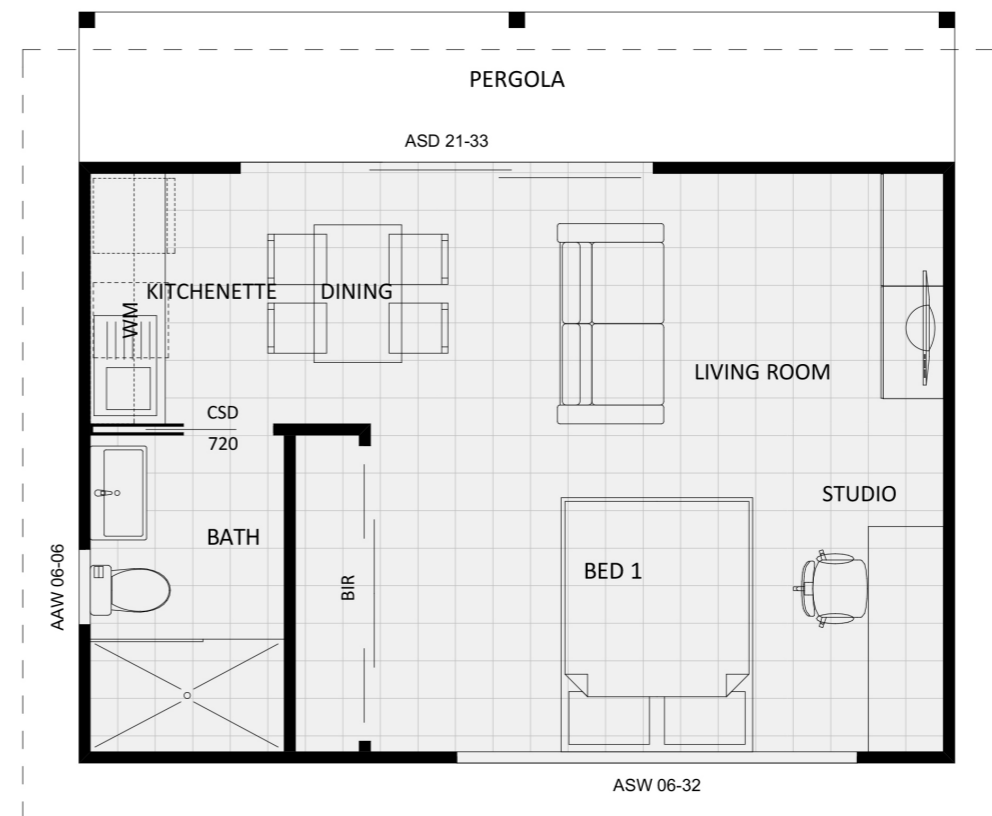 PERGOLA
ASD 21-33
KITCHENETTE
DINING
WM
LIVING ROOM
CSD
720
STUDIO
BATH
BED 1
BIR
AAW 06-06
ASW 06-32